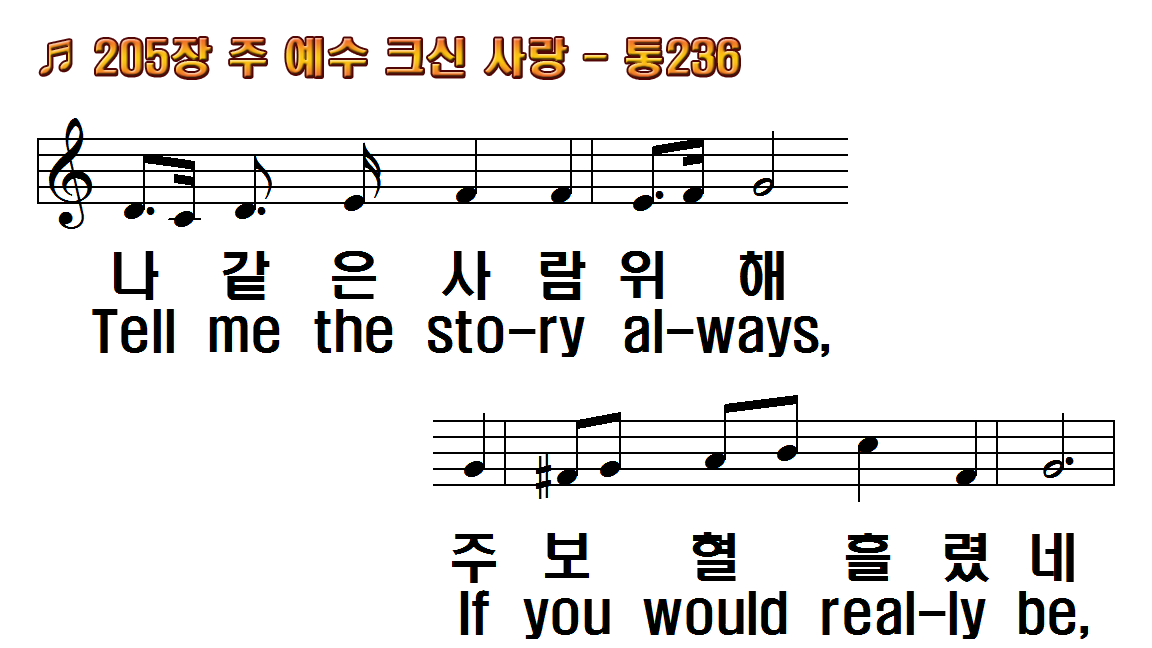 ♬ 205장 주 예수 크신 사랑 - 통236
나 같 은 사 람 위 해
Tell me the sto-ry al-ways,
주 보 혈 흘 렸 네
If you would real-ly be,